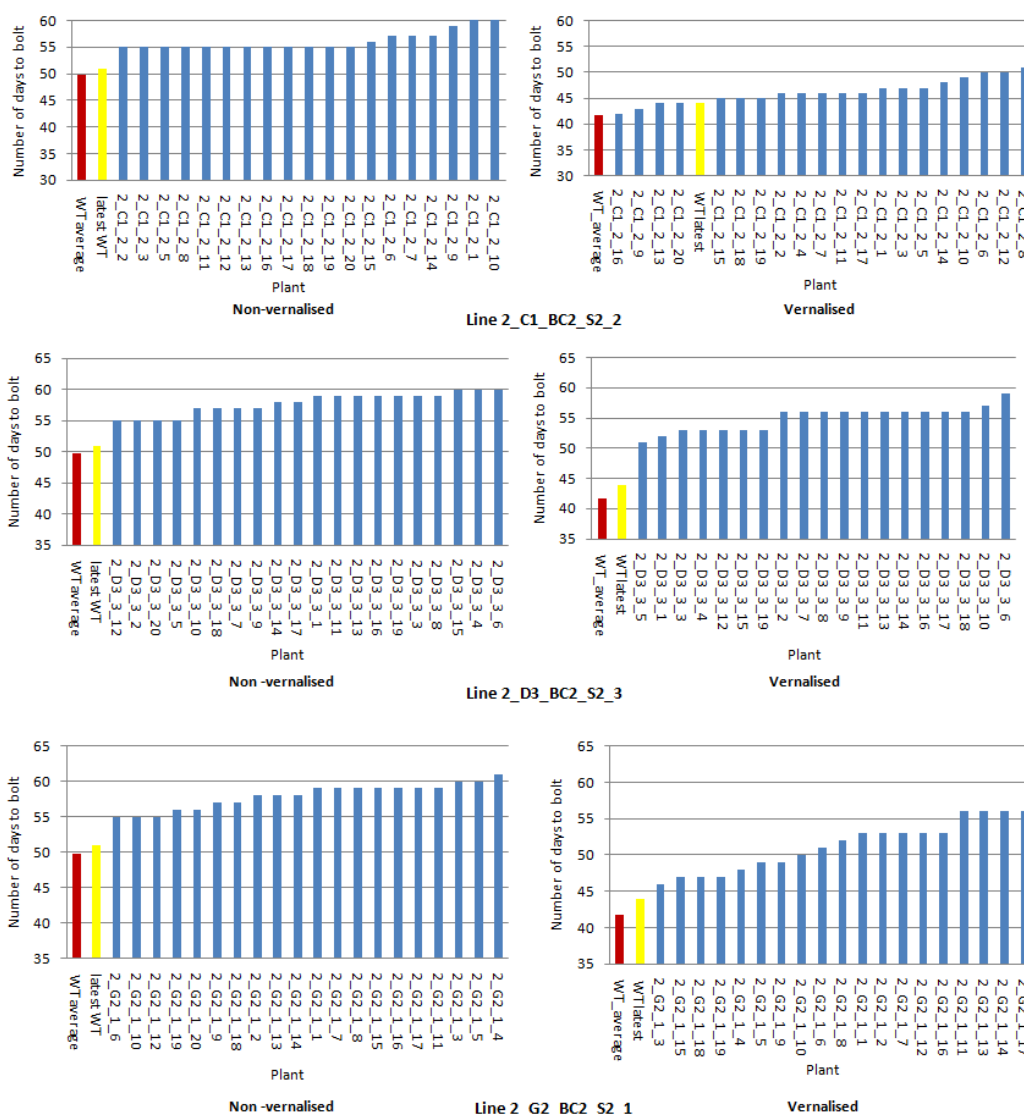 Number of days to bolt
60
55
50
45
40
35
30
WT average
latest WT
2_C1_2_2
2_C1_2_3
2_C1_2_5
2_C1_2_8
2_C1_2_11
2_C1_2_12
2_C1_2_13
2_C1_2_16
2_C1_2_17
2_C1_2_18
2_C1_2_19
2_C1_2_20
2_C1_2_15
2_C1_2_6
2_C1_2_7
2_C1_2_14
2_C1_2_9
2_C1_2_1
2_C1_2_10
Plant
Non-vernalised
Number of days to bolt
60
55
50
45
40
35
30
WT_average
2_C1_2_16
2_C1_2_9
2_C1_2_13
2_C1_2_20
WT latest
2_C1_2_15
2_C1_2_18
2_C1_2_19
2_C1_2_2
2_C1_2_4
2_C1_2_7
2_C1_2_11
2_C1_2_17
2_C1_2_1
2_C1_2_3
2_C1_2_5
2_C1_2_14
2_C1_2_10
2_C1_2_6
2_C1_2_12
2_C1_2_8
Plant
Vernalised
Line 2_C1_BC2_S2_2
Number of days to bolt
65
60
55
50
45
40
35
WT average
latest WT
2_D3_3_12
2_D3_3_2
2_D3_3_20
2_D3_3_5
2_D3_3_10
2_D3_3_18
2_D3_3_7
2_D3_3_9
2_D3_3_14
2_D3_3_17
2_D3_3_1
2_D3_3_11
2_D3_3_13
2_D3_3_16
2_D3_3_19
2_D3_3_3
2_D3_3_8
2_D3_3_15
2_D3_3_4
2_D3_3_6
Plant
Non -vernalised
Number of days to bolt
65
60
55
50
45
40
35
WT_average
WT latest
2_D3_3_5
2_D3_3_1
2_D3_3_3
2_D3_3_4
2_D3_3_12
2_D3_3_15
2_D3_3_19
2_D3_3_2
2_D3_3_7
2_D3_3_8
2_D3_3_9
2_D3_3_11
2_D3_3_13
2_D3_3_14
2_D3_3_16
2_D3_3_17
2_D3_3_18
2_D3_3_10
2_D3_3_6
Plant
Vernalised
Line 2_D3_BC2_S2_3
Number of days to bolt
65
60
55
50
45
40
35
WT average
latest WT
2_G2_1_6
2_G2_1_10
2_G2_1_12
2_G2_1_19
2_G2_1_20
2_G2_1_9
2_G2_1_18
2_G2_1_2
2_G2_1_13
2_G2_1_14
2_G2_1_1
2_G2_1_7
2_G2_1_8
2_G2_1_15
2_G2_1_16
2_G2_1_17
2_G2_1_11
2_G2_1_3
2_G2_1_5
2_G2_1_4
Plant
Non -vernalised
Number of days to bolt
65
60
55
50
45
40
35
WT_average
WT latest
2_G2_1_3
2_G2_1_15
2_G2_1_18
2_G2_1_19
2_G2_1_4
2_G2_1_5
2_G2_1_9
2_G2_1_10
2_G2_1_6
2_G2_1_8
2_G2_1_1
2_G2_1_2
2_G2_1_7
2_G2_1_12
2_G2_1_16
2_G2_1_11
2_G2_1_13
2_G2_1_14
2_G2_1_17
Plant
Vernalised
Line 2_G2_BC2_S2_1